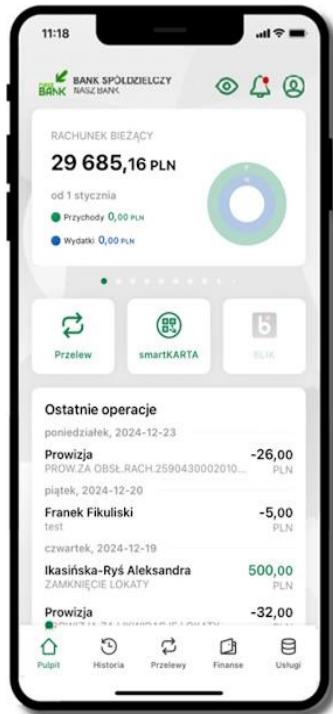 11:18
nasz BANK
BANK SPÓŁDZIELCZY
NASZ BANK
RACHUNEK BIEŻĄCY
29 685,16 PLN
od 1 stycznia
Przychody 0,00 PLN
Wydatki 0,00 PLN
Przelew
smartKARTA
BLIK
Ostatnie operacje
poniedziałek, 2024-12-23
Prowizja -26,00
PROW.ZA OBSŁ.RACH.2590430002010... PLN
piątek, 2024-12-20
Franek Fikuliski -5,00
test PLN
czwartek, 2024-12-19
Ikasińska-Ryś Aleksandra 500,00
ZAMKNIĘCIE LOKATY PLN
Prowizja -32,00
PLN
Pulpit Historia Przelewy Finanse Usługi